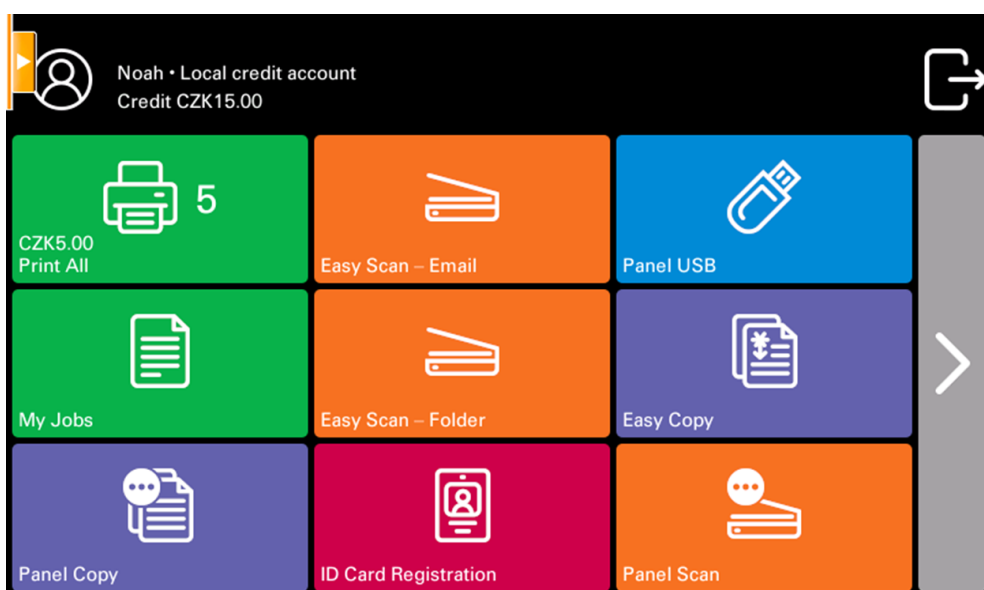 Noah • Local credit account
Credit CZK15.00
5
CZK5.00
Print All
Easy Scan – Email
Panel USB
My Jobs
Easy Scan – Folder
Easy Copy
Panel Copy
ID Card Registration
Panel Scan